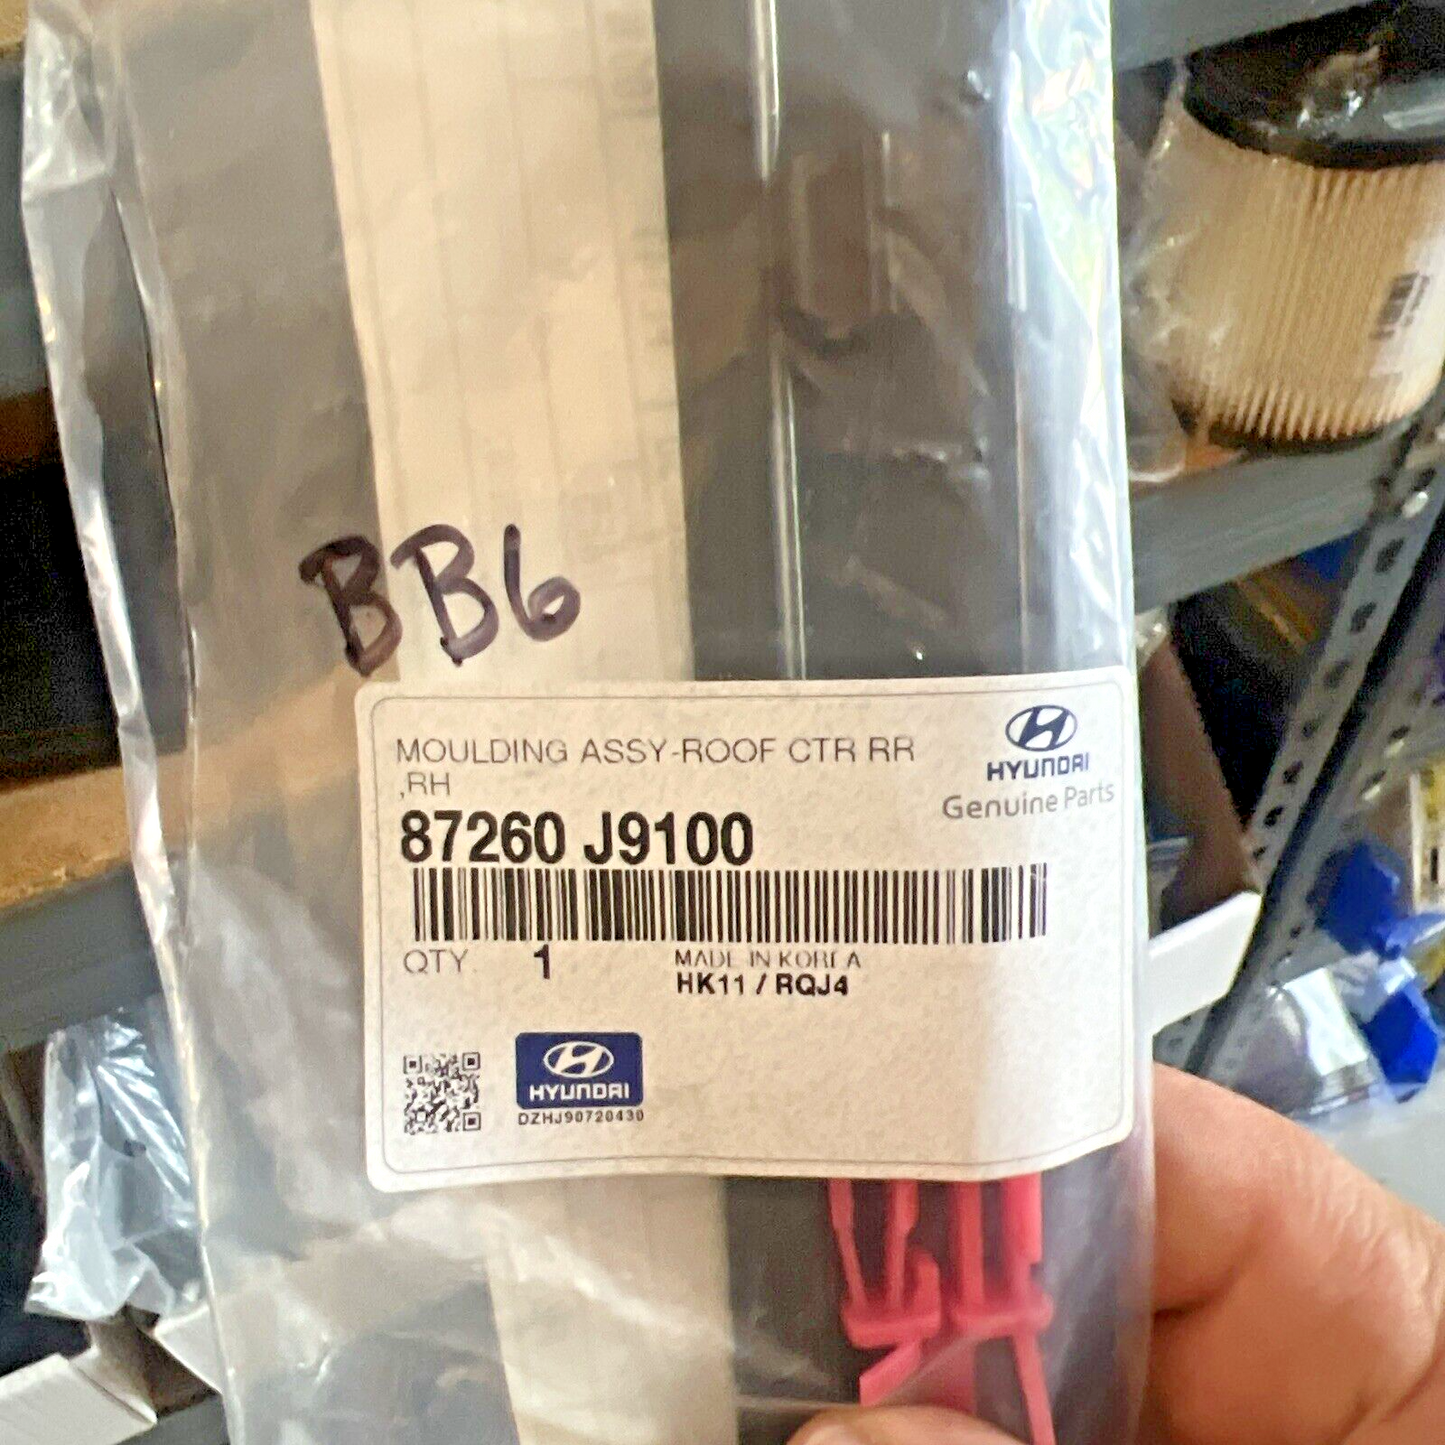 BB6
MOULDING ASSY-ROOF CTR RR
,RH
HYUNDAI
Genuine Parts
87260 J9100
QTY. 1
MADE IN KOREA
HK11 / RQJ4
HYUNDAI
DZHJ90720430